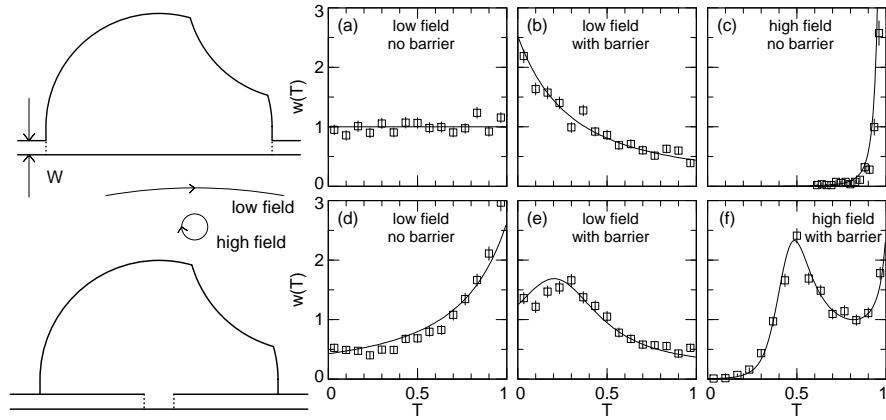 W
low field
high field
w(T)
3
2
1
0
(a) low field
no barrier
(b) low field
with barrier
(c) high field
no barrier
w(T)
3
2
1
0
(d) low field
no barrier
(e) low field
with barrier
(f) high field
with barrier
0 0.5 1
0 0.5 1
0 0.5 1
T
T
T